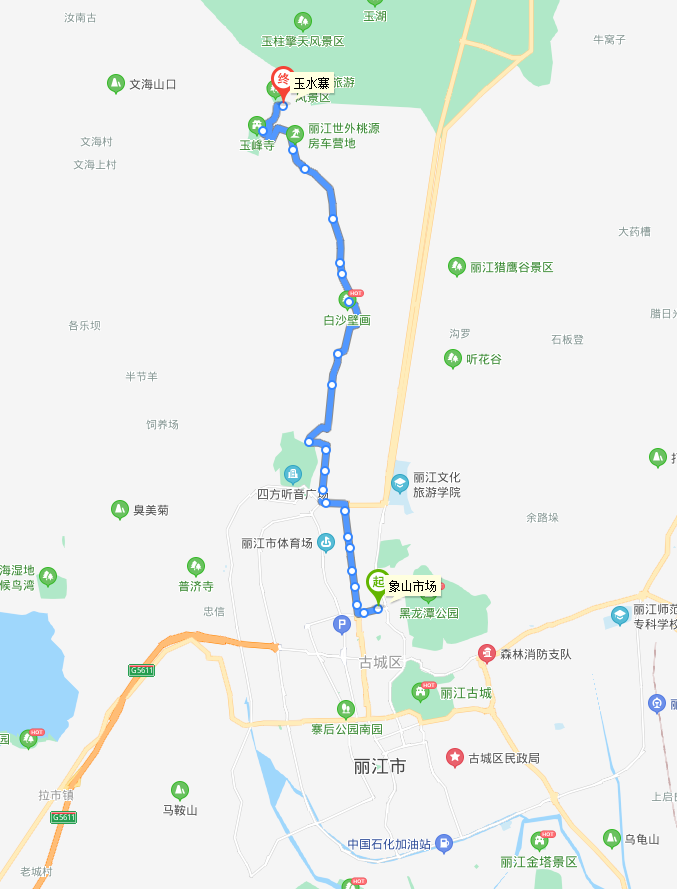 汝南古
玉湖
玉柱擎天风景区
牛窝子
文海山口
终
玉水寨
旅游
风景区
丽江世外桃源
房车营地
玉峰寺
文海村
文海上村
大药槽
丽江猎鹰谷景区
HOT
白沙壁画
各乐坝
沟罗
石板登
腊日
听花谷
半节羊
饲养场
四方听音广场
丽江文化
旅游学院
臭美菊
余路垛
丽江市体育场
海湿地
候鸟湾
普济寺
起
象山市场
黑龙潭公园
忠信
丽江师范
专科学校
P
古城区
森林消防支队
G5611
HOT
丽江古城
寨后公园南园
HOT
园
丽江市
古城区民政局
拉市镇
马鞍山
上启
G5611
中国石化加油站
HOT
丽江金塔景区
乌龟山
老城村
HOT